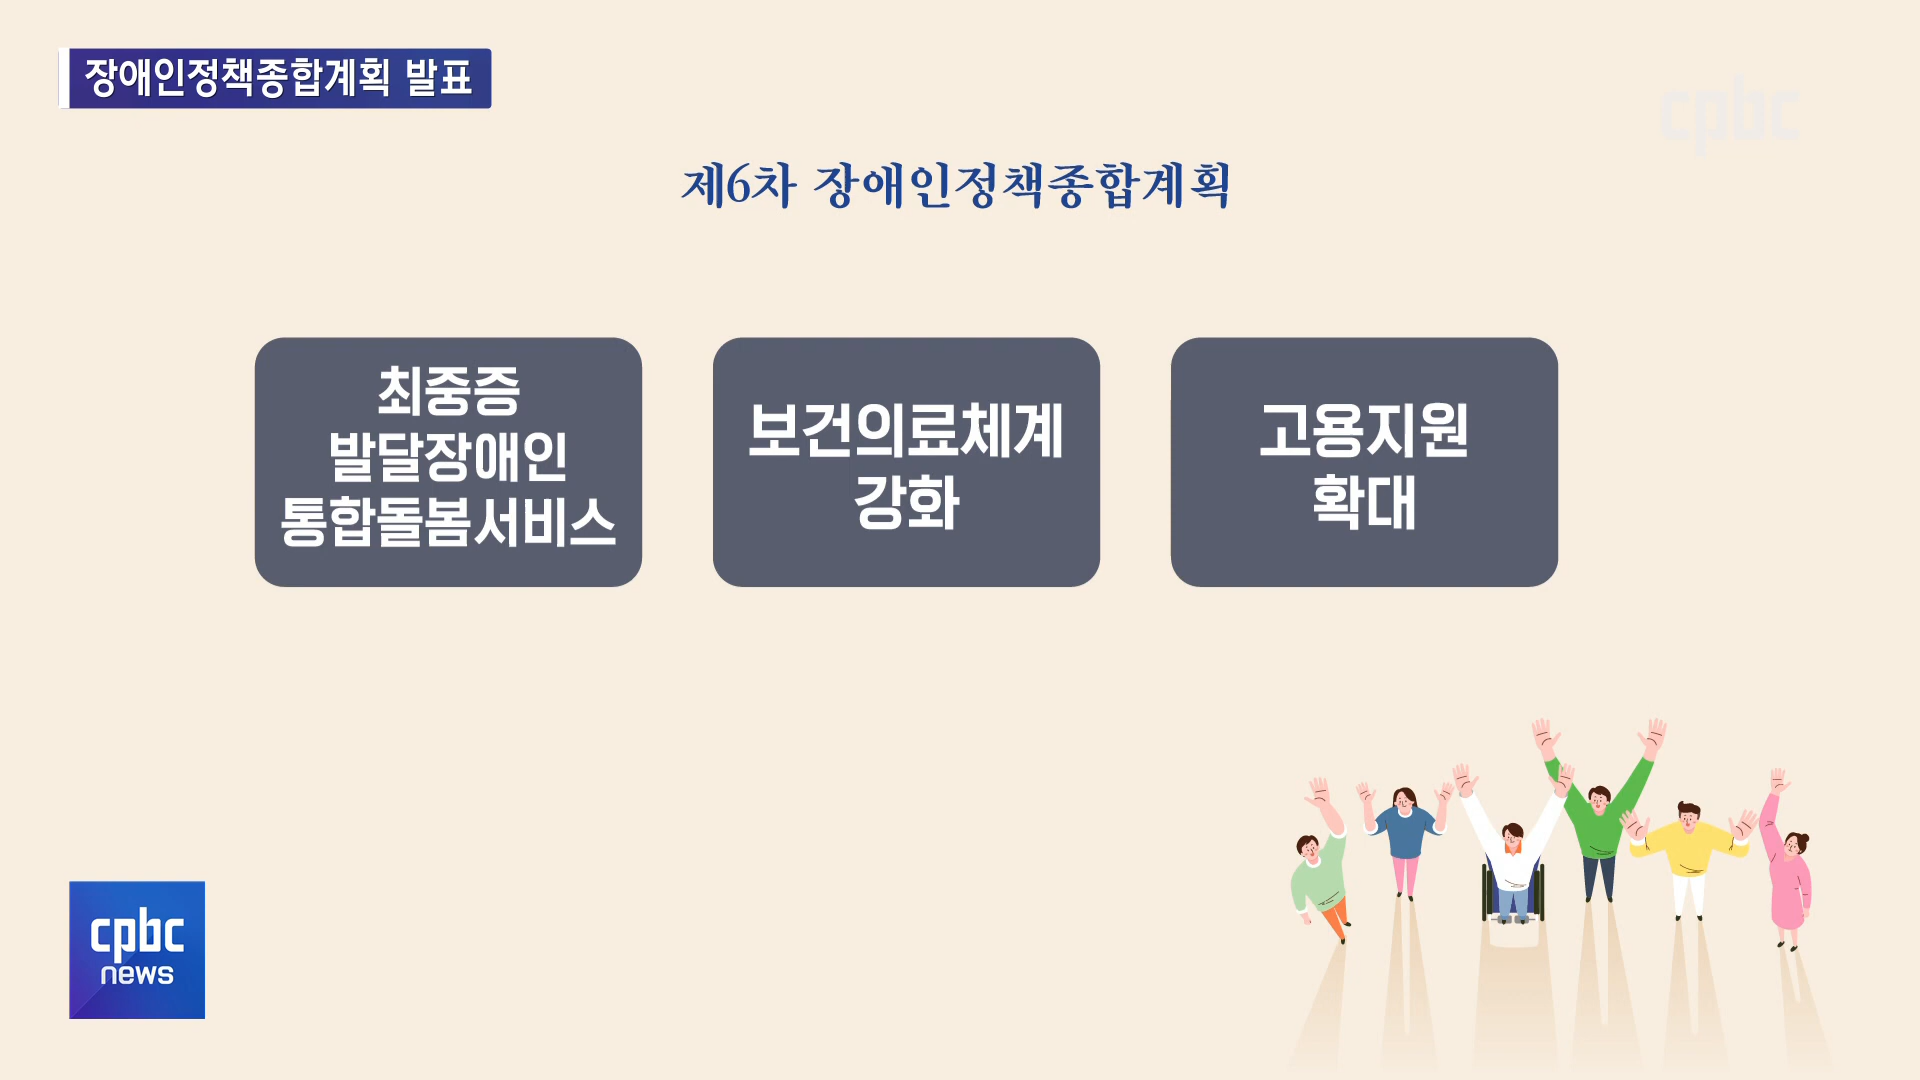 장애인정책종합계획 발표
cpbc
제6차 장애인정책종합계획
최중증
발달장애인
통합돌봄서비스
보건의료체계
강화
고용지원
확대
cpbc
news